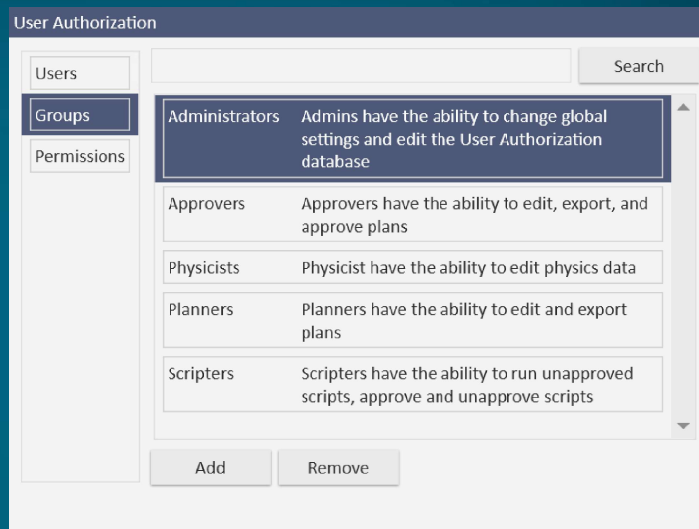 User Authorization
Users
Groups
Permissions
Search
Administrators Admins have the ability to change global
settings and edit the User Authorization
database
Approvers Approvers have the ability to edit, export, and
approve plans
Physicists Physicist have the ability to edit physics data
Planners Planners have the ability to edit and export
plans
Scripters Scripters have the ability to run unapproved
scripts, approve and unapprove scripts
Add Remove